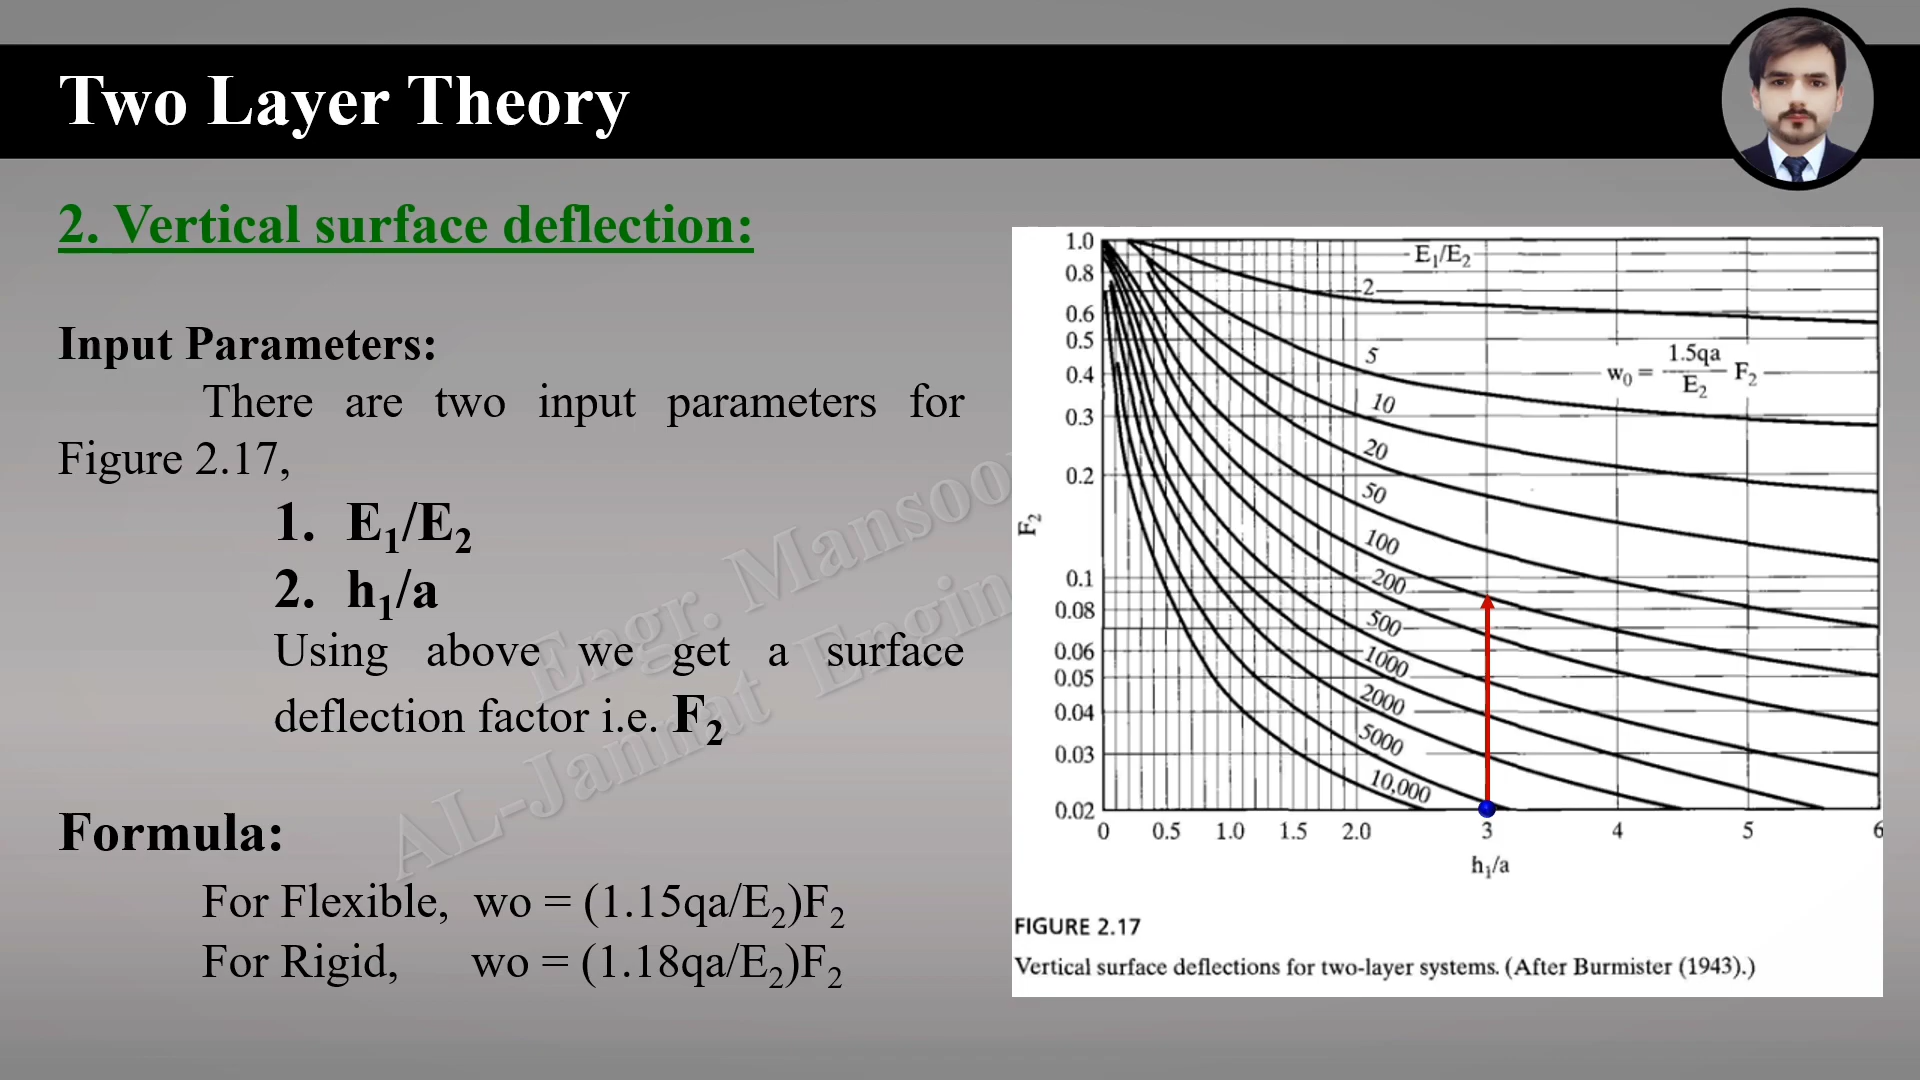 Two Layer Theory
2. Vertical surface deflection:
Input Parameters:
There are two input parameters for
Figure 2.17,
1. E₁/E₂
2. h₁/a
Using above we get a surface
deflection factor i.e. F₂
Formula:
For Flexible, wo = (1.15qa/E₂)F₂
For Rigid, wo = (1.18qa/E₂)F₂
Engr. Mansoo
AL-Jannat Engin
1.0
0.8
0.6
0.5
0.4
0.3
0.2
0.1
0.08
0.06
0.05
0.04
0.03
0.02
F₂
E₁/E₂
2
5
10
20
50
100
200
500
1000
2000
5000
10,000
w₀ = 1.5qa/E₂ F₂
0 0.5 1.0 1.5 2.0 3 4 5 6
h₁/a
FIGURE 2.17
Vertical surface deflections for two-layer systems. (After Burmister (1943).)